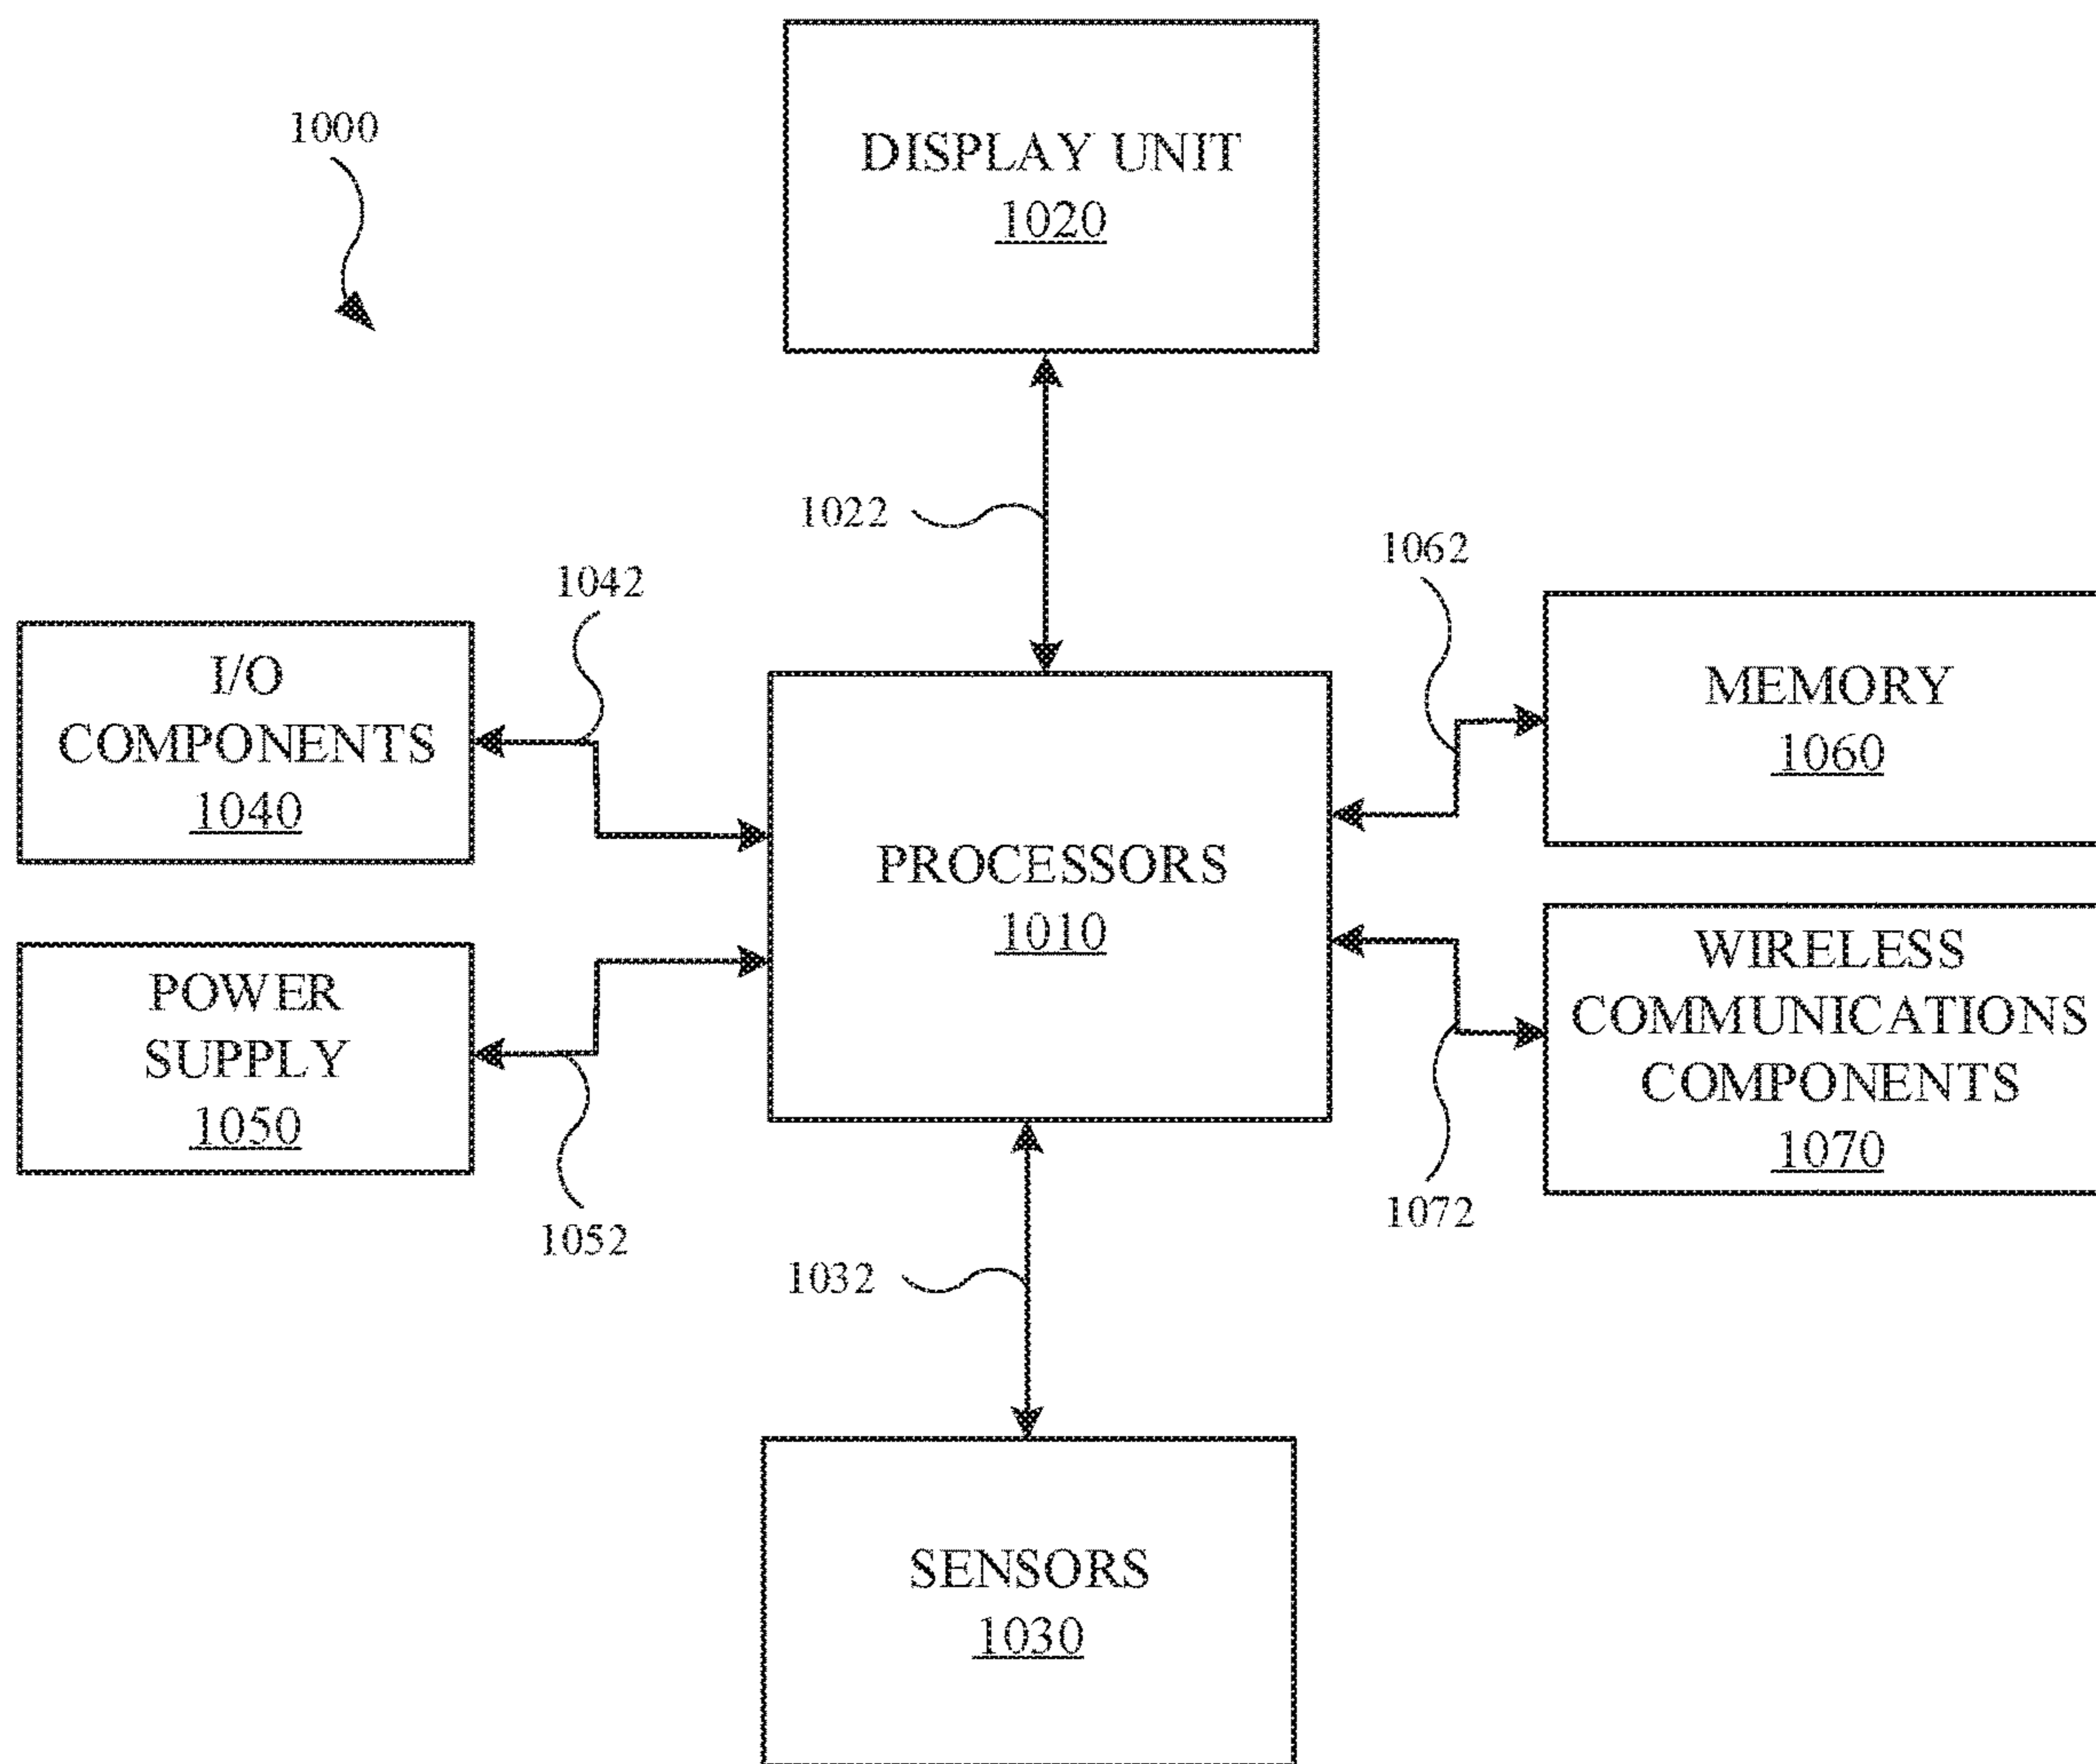 1000
DISPLAY UNIT
1020
1022
1042
1062
I/O
COMPONENTS
1040
MEMORY
1060
PROCESSORS
1010
POWER
SUPPLY
1050
WIRELESS
COMMUNICATIONS
COMPONENTS
1070
1052
1072
1032
SENSORS
1030